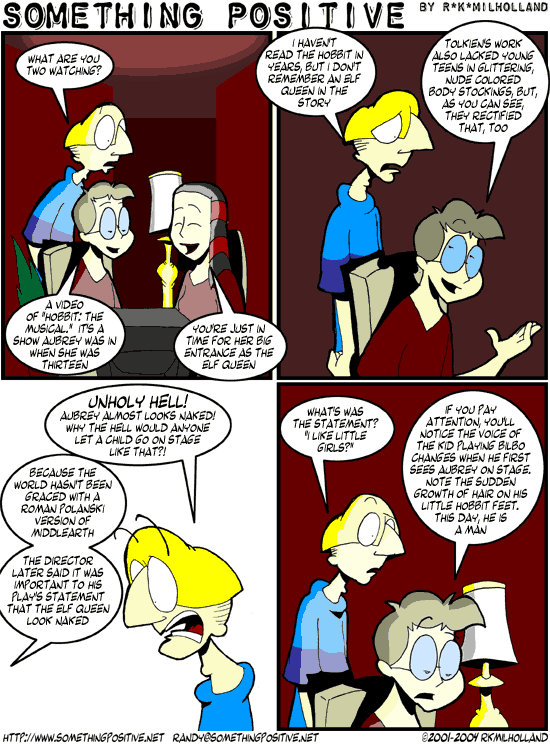 SOMETHING POSITIVE BY R*K*MILHOLLAND
WHAT ARE YOU
TWO WATCHING?
A VIDEO
OF "HOBBIT: THE
MUSICAL." IT'S A
SHOW AUBREY WAS IN
WHEN SHE WAS
THIRTEEN
YOU'RE JUST IN
TIME FOR HER BIG
ENTRANCE AS THE
ELF QUEEN
I HAVEN'T
READ THE HOBBIT IN
YEARS, BUT I DON'T
REMEMBER AN ELF
QUEEN IN THE
STORY
TOLKIEN'S WORK
ALSO LACKED YOUNG
TEENS IN GLITTERING,
NUDE COLORED
BODY STOCKINGS, BUT,
AS YOU CAN SEE,
THEY RECTIFIED
THAT, TOO
UNHOLY HELL!
AUBREY ALMOST LOOKS NAKED!
WHY THE HELL WOULD ANYONE
LET A CHILD GO ON STAGE
LIKE THAT?!
BECAUSE THE
WORLD HASN'T BEEN
GRACED WITH A
ROMAN POLANSKI
VERSION OF
MIDDLEARTH
THE DIRECTOR
LATER SAID IT WAS
IMPORTANT TO HIS
PLAY'S STATEMENT
THAT THE ELF QUEEN
LOOK NAKED
WHAT'S WAS
THE STATEMENT?
"I LIKE LITTLE
GIRLS?"
IF YOU PAY
ATTENTION, YOU'LL
NOTICE THE VOICE OF
THE KID PLAYING BILBO
CHANGES WHEN HE FIRST
SEES AUBREY ON STAGE.
NOTE THE SUDDEN
GROWTH OF HAIR ON HIS
LITTLE HOBBIT FEET.
THIS DAY, HE IS
A MAN
HTTP://WWW.SOMETHINGPOSITIVE.NET RANDY@SOMETHINGPOSITIVE.NET ©2001-2004 RKMILHOLLAND